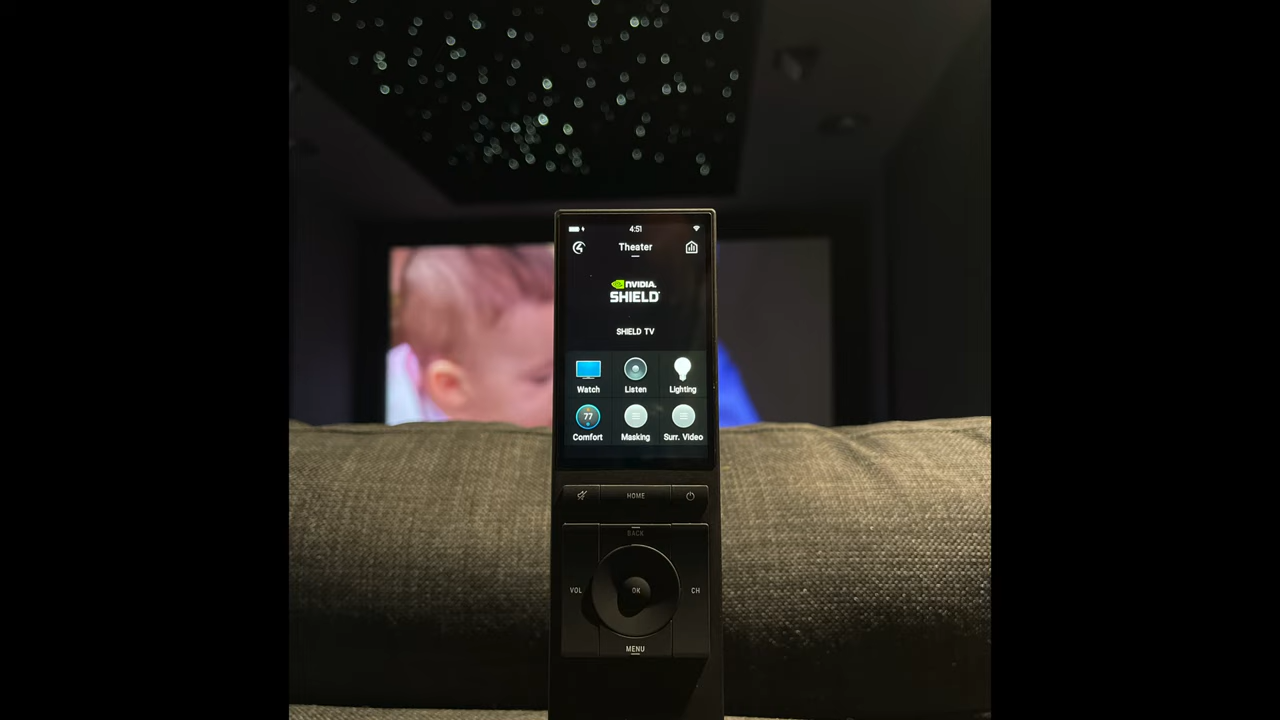 4:51
Theater
NVIDIA.
SHIELD
SHIELD TV
Watch Listen Lighting
77
Comfort Masking Surr. Video
HOME
BACK
VOL OK CH
MENU